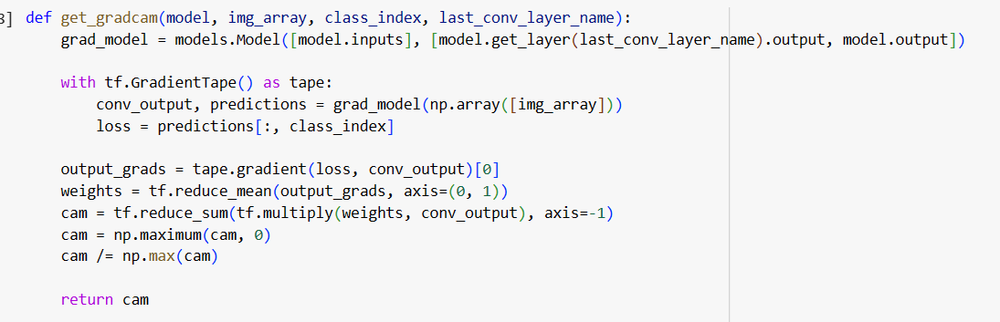 3] def get_gradcam(model, img_array, class_index, last_conv_layer_name):
    grad_model = models.Model([model.inputs], [model.get_layer(last_conv_layer_name).output, model.output])

    with tf.GradientTape() as tape:
        conv_output, predictions = grad_model(np.array([img_array]))
        loss = predictions[:, class_index]

    output_grads = tape.gradient(loss, conv_output)[0]
    weights = tf.reduce_mean(output_grads, axis=(0, 1))
    cam = tf.reduce_sum(tf.multiply(weights, conv_output), axis=-1)
    cam = np.maximum(cam, 0)
    cam /= np.max(cam)

    return cam